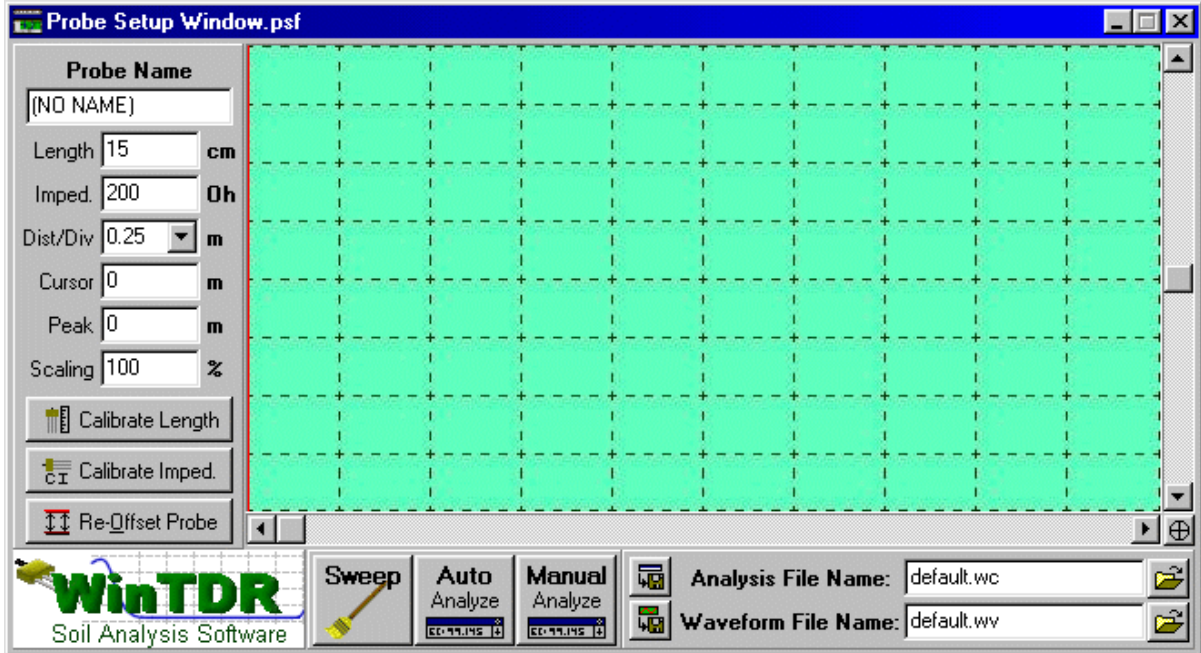 Probe Setup Window.psf
Probe Name
(NO NAME)
Length 15 cm
Imped. 200 Oh
Dist/Div 0.25 m
Cursor 0 m
Peak 0 m
Scaling 100 %
Calibrate Length
CI Calibrate Imped.
Re-Offset Probe
WinTDR
Soil Analysis Software
Sweep
Auto
Analyze
Manual
Analyze
Analysis File Name: default.wc
Waveform File Name: default.wv